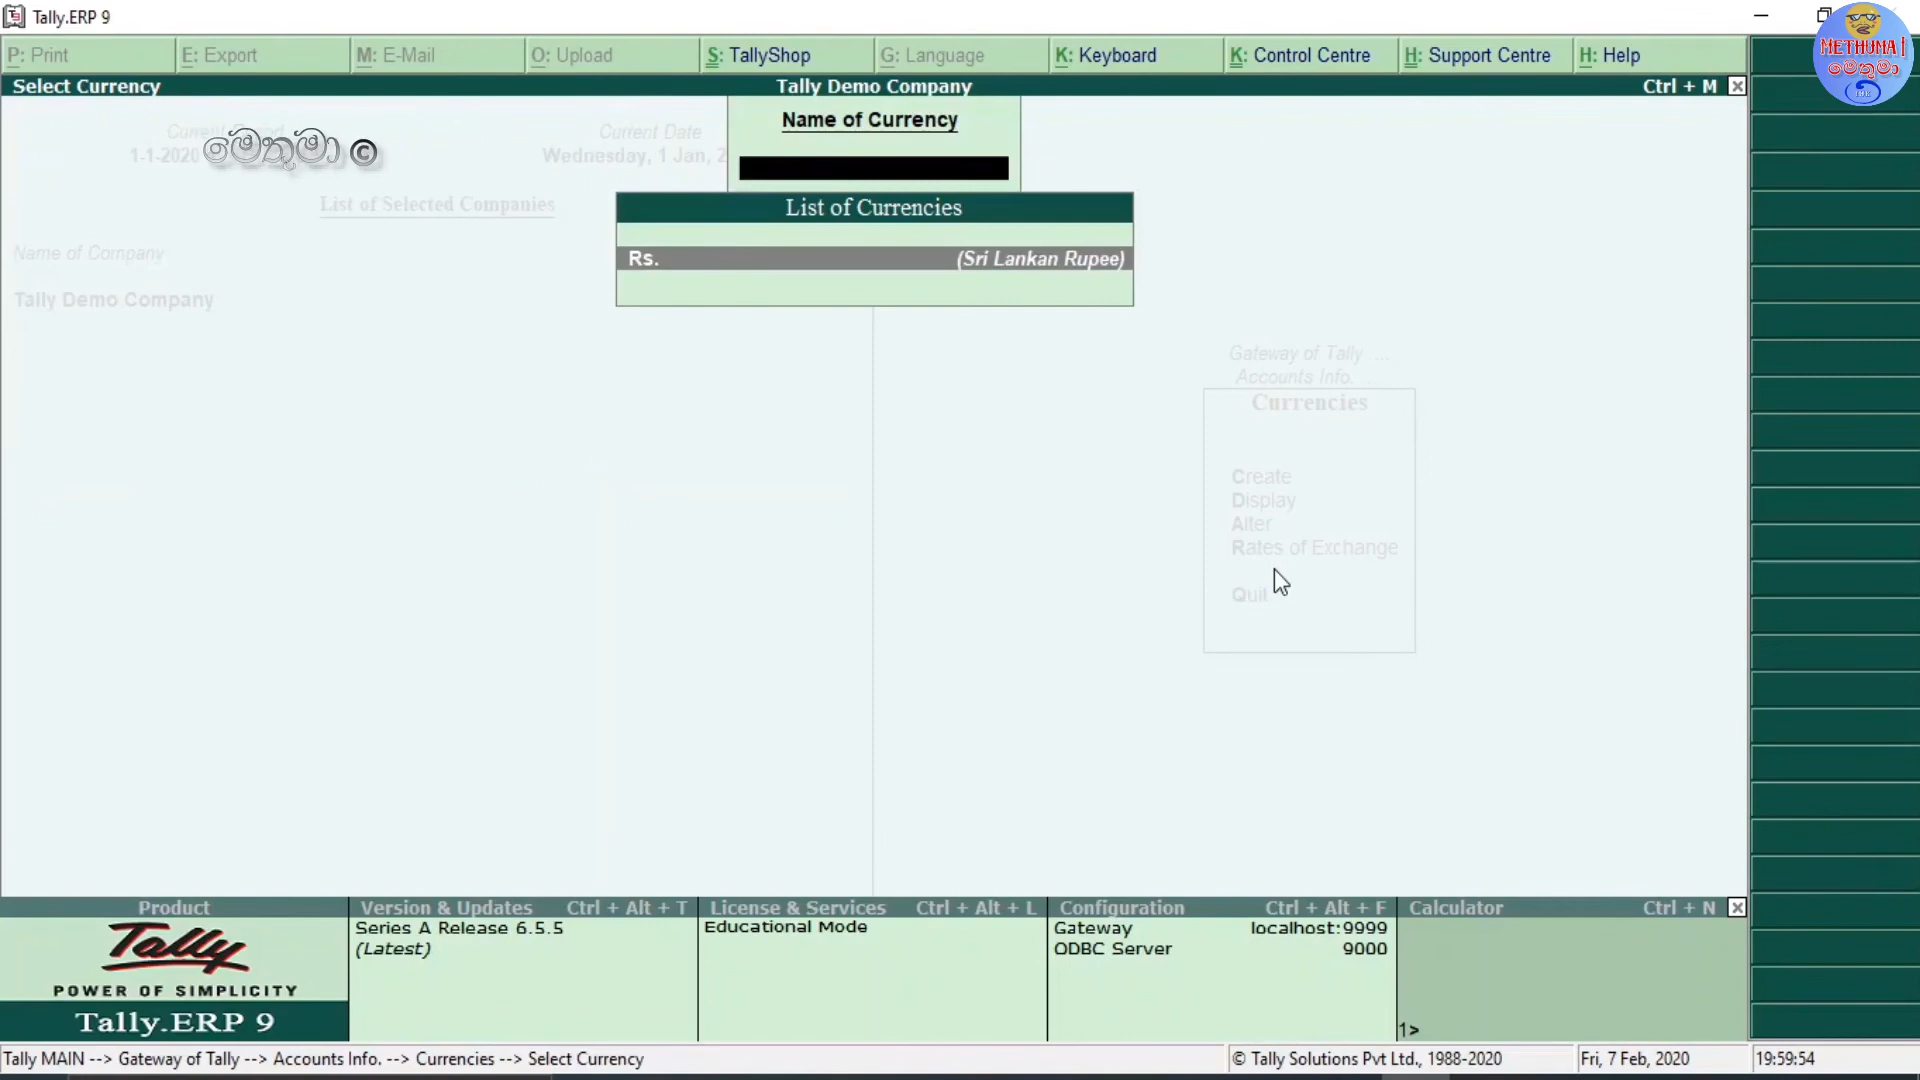 Tally.ERP 9
P: Print
E: Export
M: E-Mail
O: Upload
S: TallyShop
G: Language
K: Keyboard
K: Control Centre
H: Support Centre
H: Help
METHUMA
මෙතුමා
Select Currency
Tally Demo Company
Ctrl + M
Name of Currency
Current Date
1-1-2020
මෙතුමා ©
Wednesday, 1 Jan, 2
List of Selected Companies
List of Currencies
Name of Company
Rs.
(Sri Lankan Rupee)
Tally Demo Company
Gateway of Tally ...
Accounts Info. ..
Currencies
Create
Display
Alter
Rates of Exchange
Quit
Product
Version & Updates
Ctrl + Alt + T
License & Services
Ctrl + Alt + L
Configuration
Ctrl + Alt + F
Calculator
Ctrl + N
Tally
POWER OF SIMPLICITY
Tally.ERP 9
Series A Release 6.5.5
(Latest)
Educational Mode
Gateway
localhost:9999
ODBC Server
9000
1>
Tally MAIN --> Gateway of Tally --> Accounts Info. --> Currencies --> Select Currency
© Tally Solutions Pvt Ltd., 1988-2020
Fri, 7 Feb, 2020
19:59:54